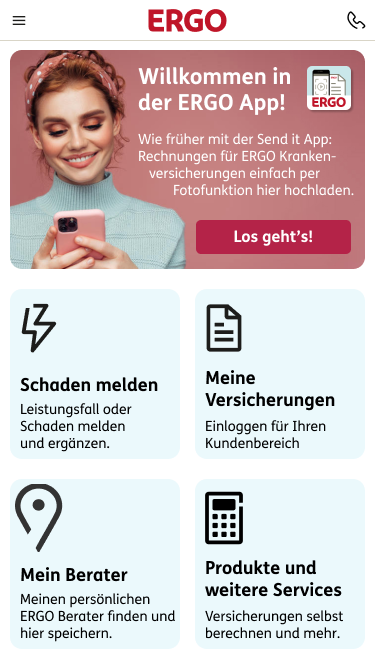 ERGO
Willkommen in
der ERGO App!
ERGO
Wie früher mit der Send it App:
Rechnungen für ERGO Kranken-
versicherungen einfach per
Fotofunktion hier hochladen.
Los geht's!
Schaden melden
Leistungsfall oder
Schaden melden
und ergänzen.
Meine
Versicherungen
Einloggen für Ihren
Kundenbereich
Mein Berater
Meinen persönlichen
ERGO Berater finden und
hier speichern.
Produkte und
weitere Services
Versicherungen selbst
berechnen und mehr.